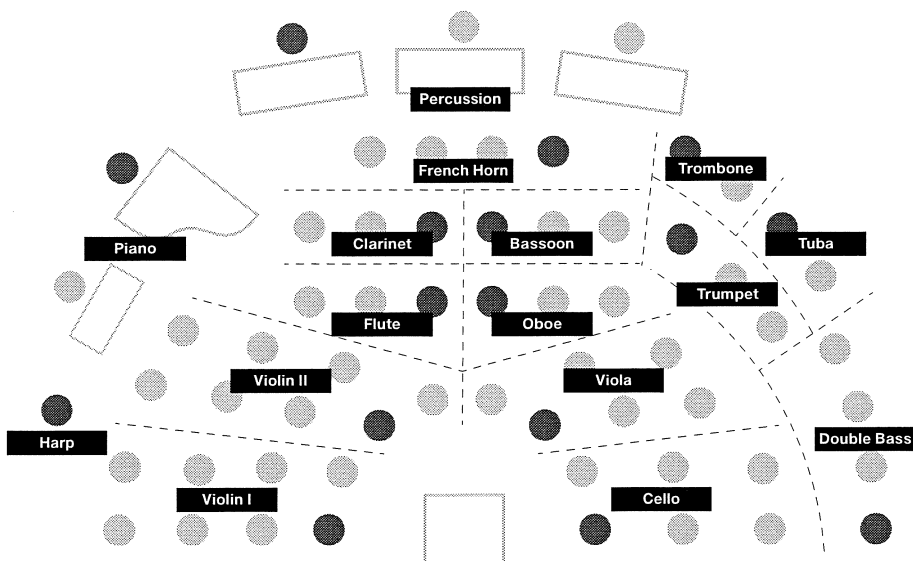 Percussion
French Horn
Trombone
Piano
Clarinet
Bassoon
Tuba
Trumpet
Flute
Oboe
Violin II
Viola
Harp
Double Bass
Violin I
Cello